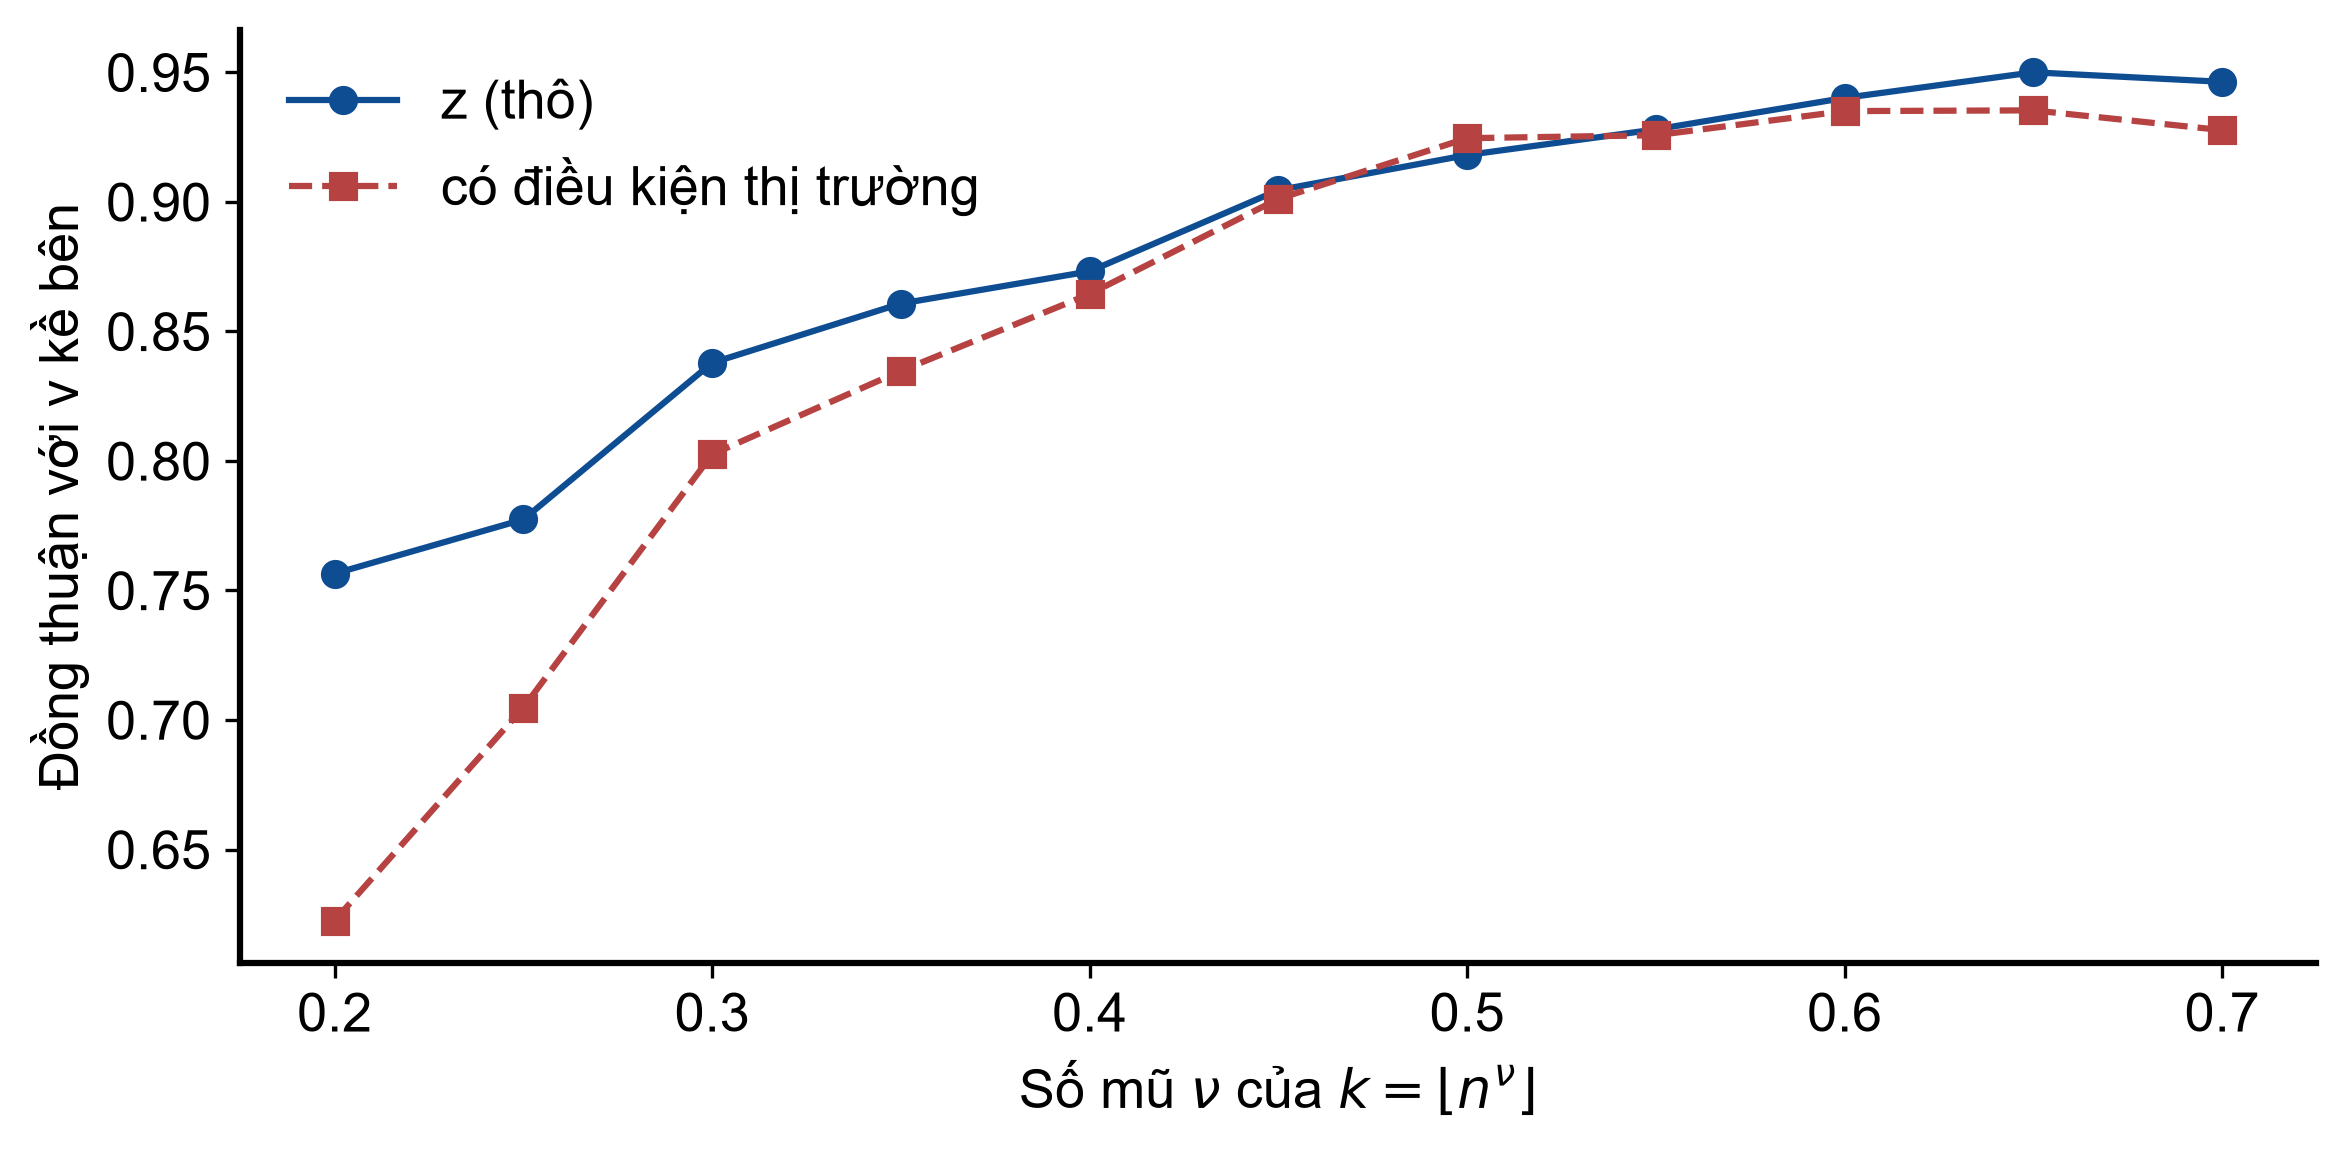 Đồng thuận với v kề bên
0.95
0.90
0.85
0.80
0.75
0.70
0.65
z (thô)
có điều kiện thị trường
0.2 0.3 0.4 0.5 0.6 0.7
Số mũ ν của k = ⌊n^ν⌋